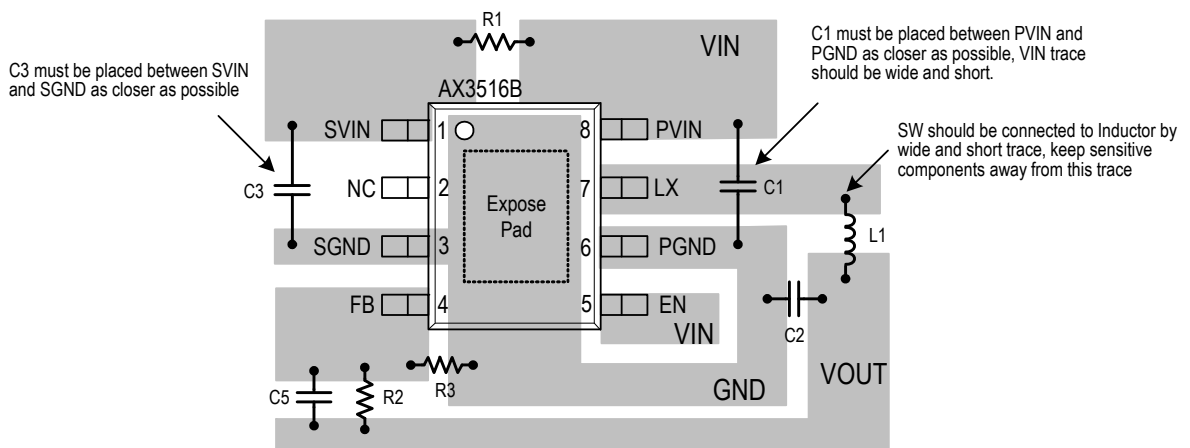 R1
VIN
C1 must be placed between PVIN and
PGND as closer as possible, VIN trace
should be wide and short.
C3 must be placed between SVIN
and SGND as closer as possible
AX3516B
SVIN 1
8 PVIN
SW should be connected to Inductor by
wide and short trace, keep sensitive
components away from this trace
C3
NC 2
7 LX
C1
Expose
Pad
L1
SGND 3
6 PGND
FB 4
5 EN
VIN
C2
R3
GND
VOUT
C5
R2